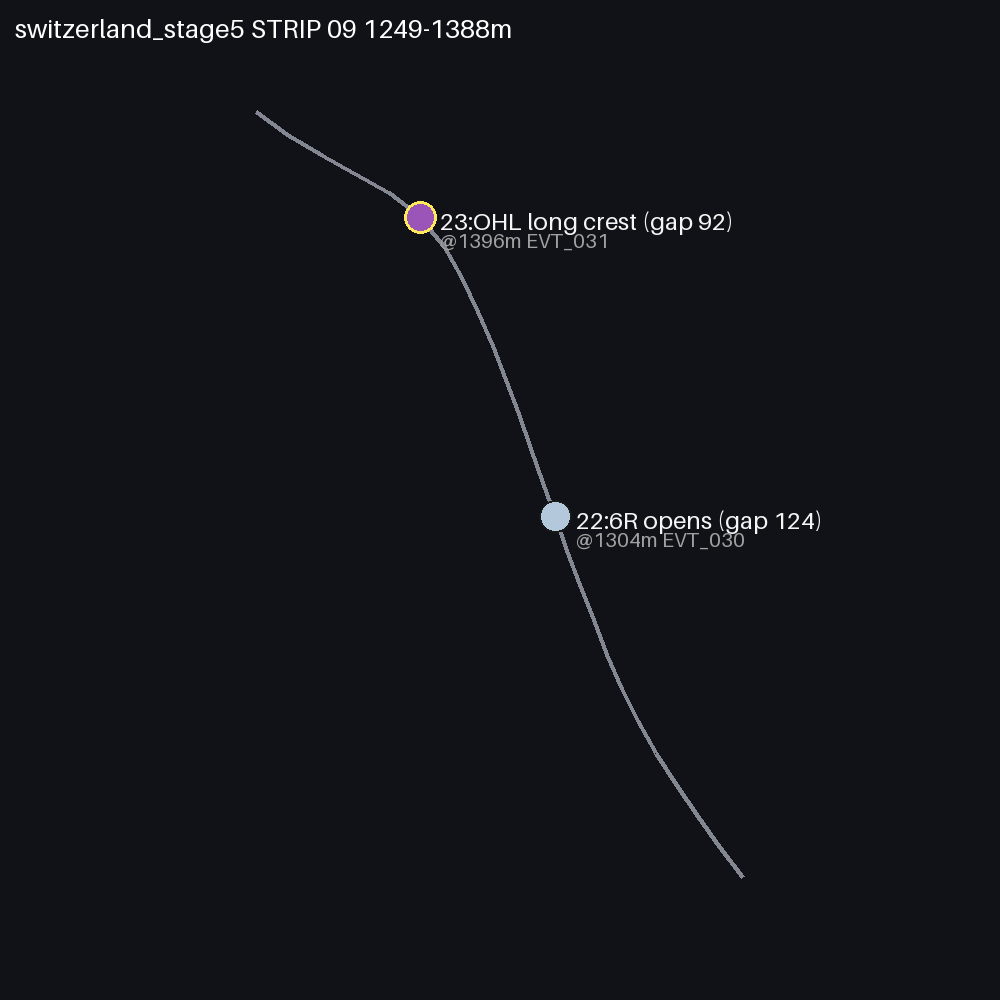 switzerland_stage5 STRIP 09 1249-1388m
23:OHL long crest (gap 92)
@1396m EVT_031
22:6R opens (gap 124)
@1304m EVT_030